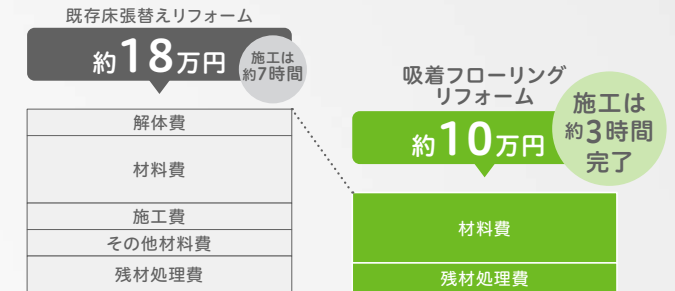 既存床張替えリフォーム
約18万円
施工は
約7時間
解体費
材料費
施工費
その他材料費
残材処理費
吸着フローリング
リフォーム
約10万円
施工は
約3時間
完了
材料費
残材処理費